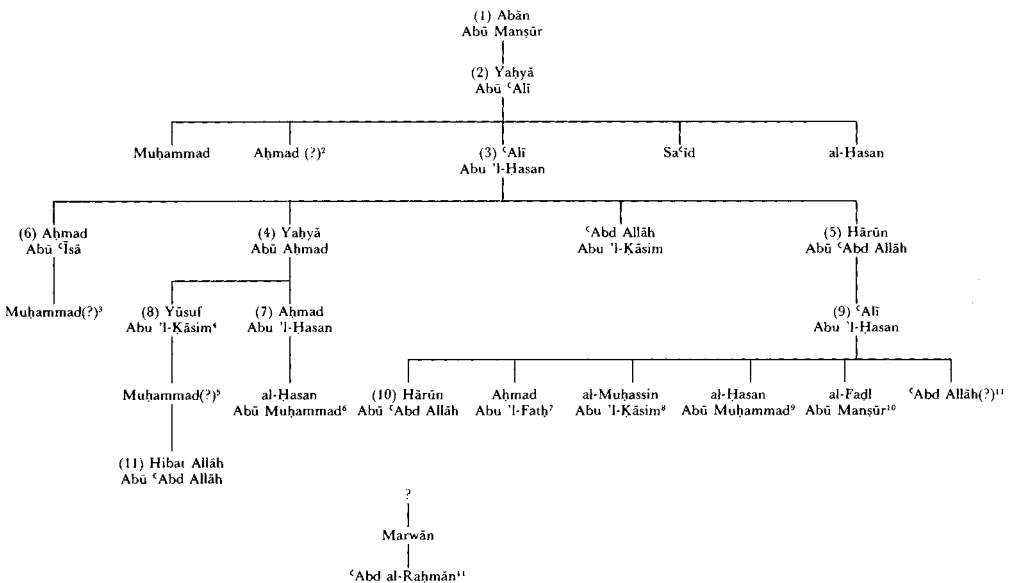 (1) Abān
Abū Manṣūr
(2) Yaḥyā
Abū ʿAlī
Muḥammad
Aḥmad (?)²
(3) ʿAlī
Abu ’l-Ḥasan
Saʿīd
al-Ḥasan
(6) Aḥmad
Abū ʿĪsā
(4) Yaḥyā
Abū Aḥmad
ʿAbd Allāh
Abu ’l-Ḳāsim
(5) Hārūn
Abū ʿAbd Allāh
Muḥammad(?)³
(8) Yūsuf
Abu ’l-Ḳāsim⁴
(7) Aḥmad
Abu ’l-Ḥasan
(9) ʿAlī
Abu ’l-Ḥasan
Muḥammad(?)⁵
al-Ḥasan
Abū Muḥammad⁶
(10) Hārūn
Abū ʿAbd Allāh
Aḥmad
Abu ’l-Fatḥ⁷
al-Muḥassin
Abu ’l-Ḳāsim⁸
al-Ḥasan
Abū Muḥammad⁹
al-Faḍl
Abū Manṣūr¹⁰
ʿAbd Allāh(?)¹¹
(11) Hibat Allāh
Abū ʿAbd Allāh
?
Marwān
ʿAbd al-Raḥmān¹¹